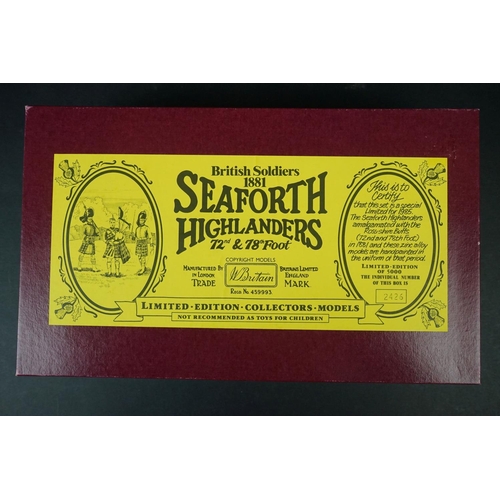 British Soldiers
1881
SEAFORTH
HIGHLANDERS
72nd & 78th Foot
COPYRIGHT MODELS
MANUFACTURED BY
IN LONDON
TRADE
W. Britain
REGD No. 459993.
BRITAINS LIMITED
ENGLAND
MARK
LIMITED · EDITION · COLLECTORS · MODELS
NOT RECOMMENDED AS TOYS FOR CHILDREN
This is to
Certify
that this set is a special
Limited for 1985.
The Seaforth Highlanders
amalgamated with the
Ross-shire Buffs
(72nd and 78th Foot)
in 1881 and these zinc alloy
models are handpainted in
the uniform of that period.
LIMITED · EDITION
OF 5000
THE INDIVIDUAL NUMBER
OF THIS BOX IS
2426